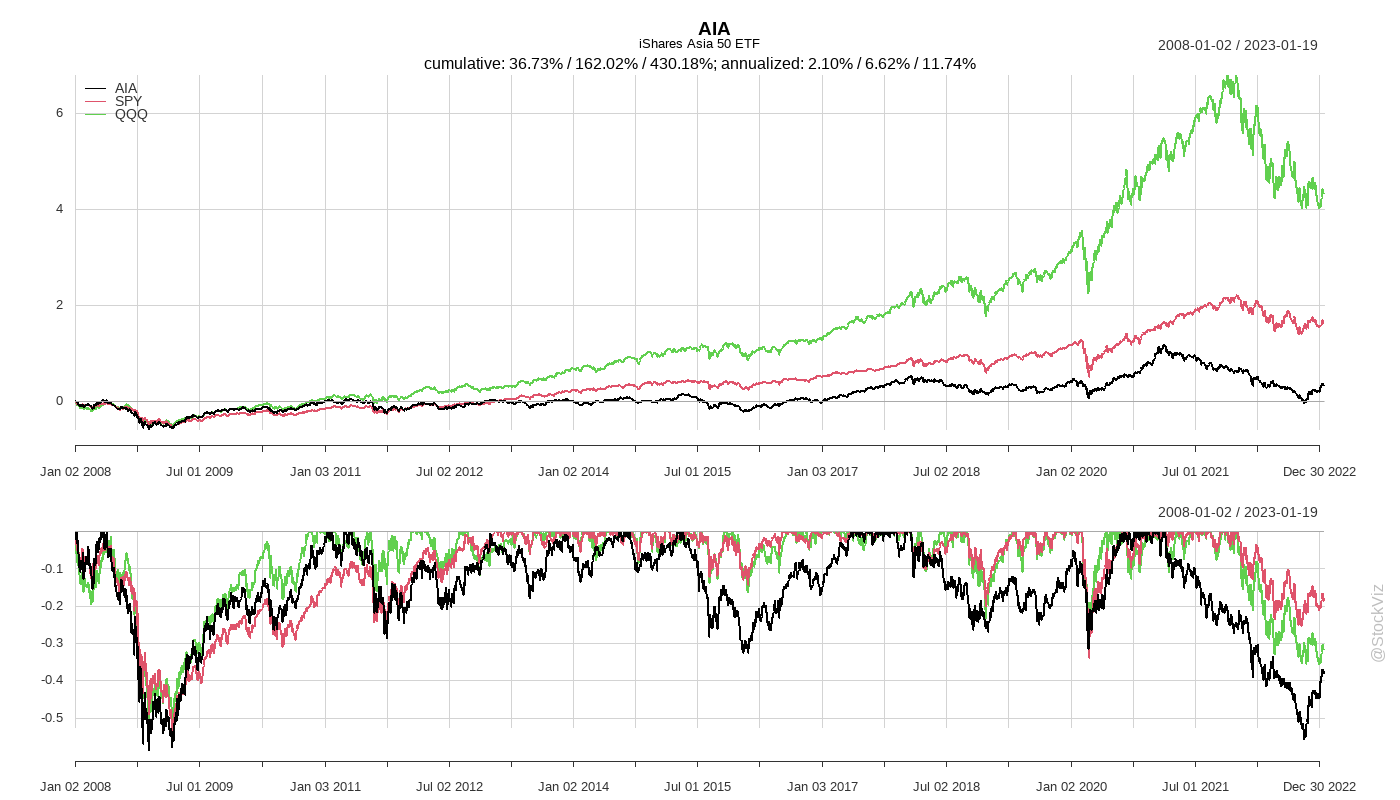 AIA
iShares Asia 50 ETF
2008-01-02 / 2023-01-19
cumulative: 36.73% / 162.02% / 430.18%; annualized: 2.10% / 6.62% / 11.74%
AIA
SPY
QQQ
6
4
2
0
Jan 02 2008 Jul 01 2009 Jan 03 2011 Jul 02 2012 Jan 02 2014 Jul 01 2015 Jan 03 2017 Jul 02 2018 Jan 02 2020 Jul 01 2021 Dec 30 2022
2008-01-02 / 2023-01-19
-0.1
-0.2
-0.3
-0.4
-0.5
Jan 02 2008 Jul 01 2009 Jan 03 2011 Jul 02 2012 Jan 02 2014 Jul 01 2015 Jan 03 2017 Jul 02 2018 Jan 02 2020 Jul 01 2021 Dec 30 2022
@StockViz